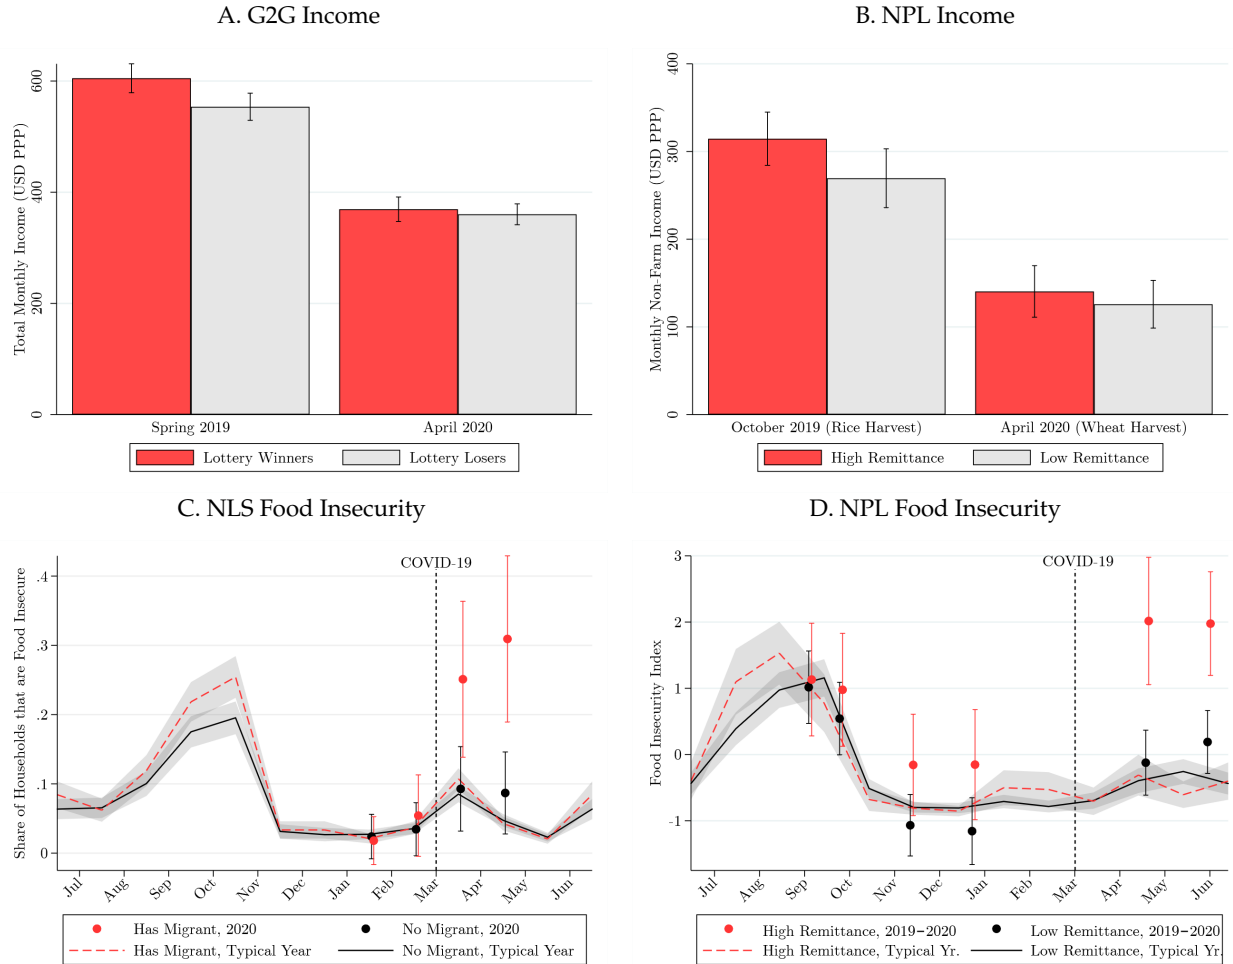 A. G2G Income
Total Monthly Income (USD PPP)
600
400
200
0
Spring 2019
April 2020
Lottery Winners
Lottery Losers
B. NPL Income
Monthly Non-Farm Income (USD PPP)
400
300
200
100
0
October 2019 (Rice Harvest)
April 2020 (Wheat Harvest)
High Remittance
Low Remittance
C. NLS Food Insecurity
Share of Households that are Food Insecure
.4
.3
.2
.1
0
COVID-19
Jul Aug Sep Oct Nov Dec Jan Feb Mar Apr May Jun
Has Migrant, 2020
No Migrant, 2020
Has Migrant, Typical Year
No Migrant, Typical Year
D. NPL Food Insecurity
Food Insecurity Index
3
2
1
0
-1
COVID-19
Jul Aug Sep Oct Nov Dec Jan Feb Mar Apr May Jun
High Remittance, 2019–2020
Low Remittance, 2019–2020
High Remittance, Typical Yr.
Low Remittance, Typical Yr.